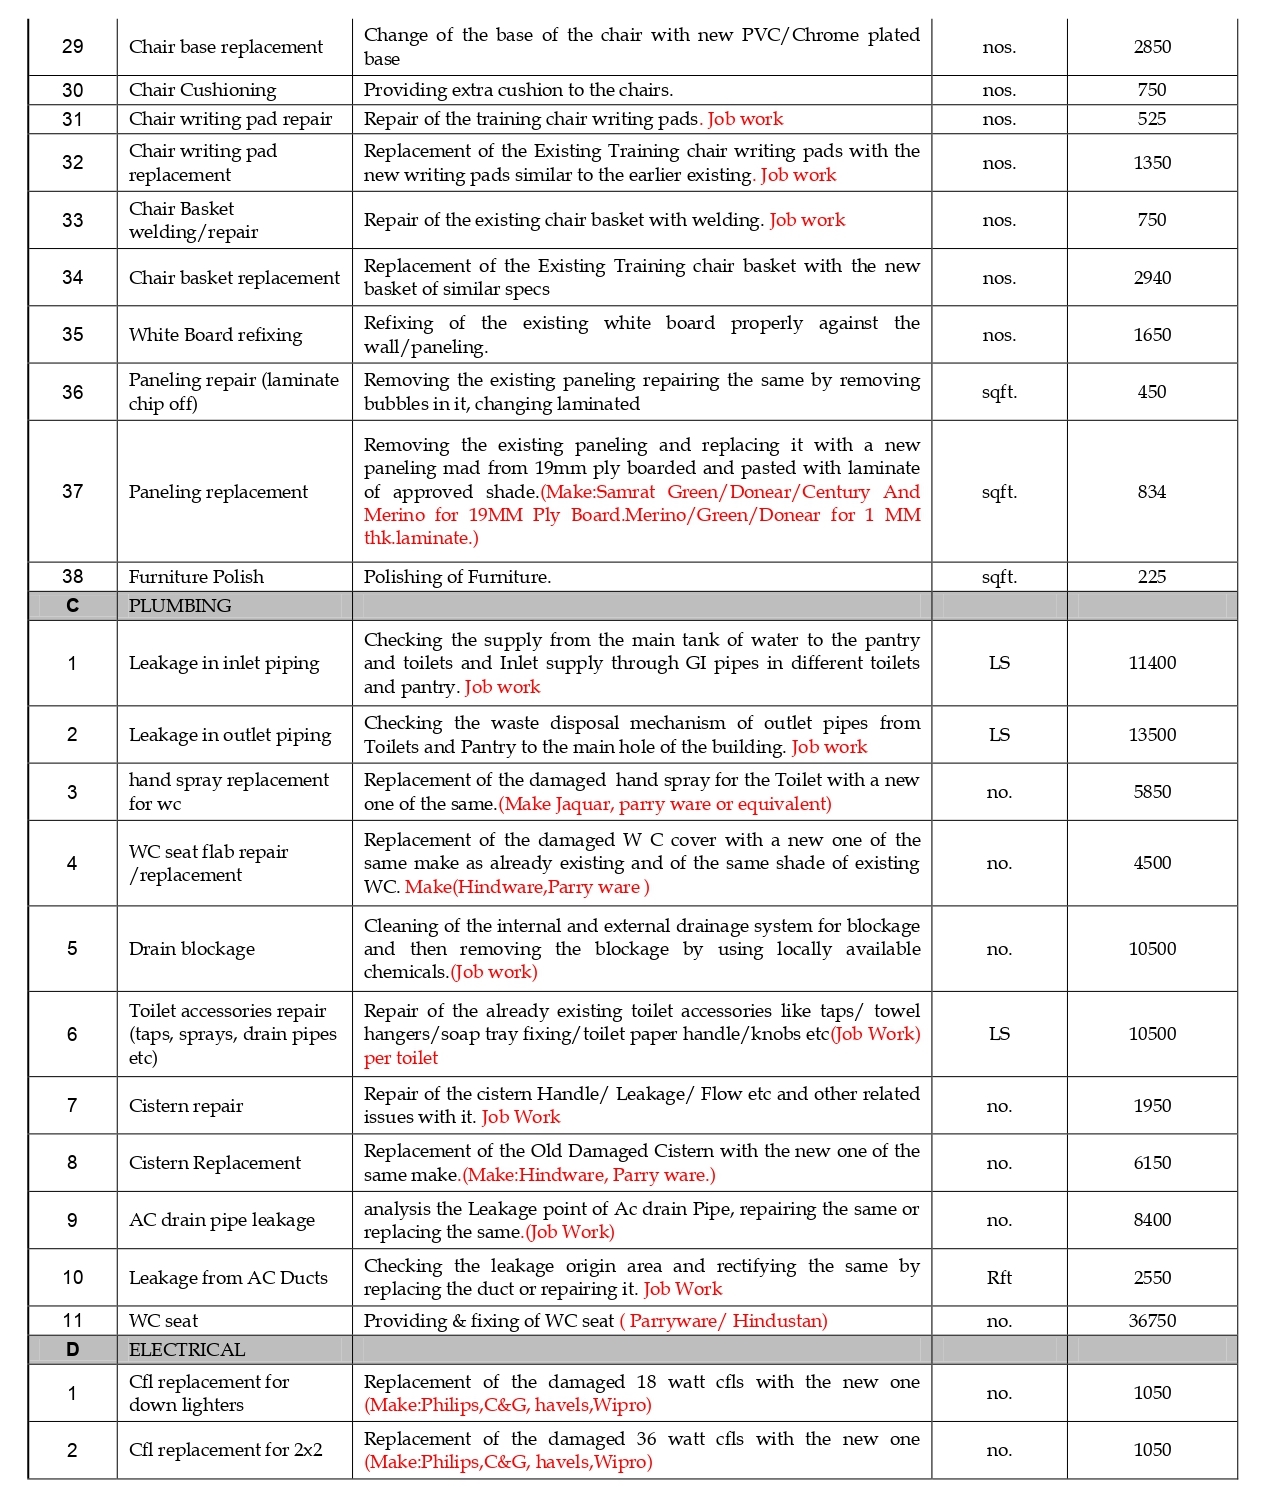 29 Chair base replacement Change of the base of the chair with new PVC/Chrome plated nos. 2850
base
30 Chair Cushioning Providing extra cushion to the chairs. nos. 750
31 Chair writing pad repair Repair of the training chair writing pads. Job work nos. 525
32 Chair writing pad Replacement of the Existing Training chair writing pads with the nos. 1350
replacement new writing pads similar to the earlier existing. Job work
33 Chair Basket Repair of the existing chair basket with welding. Job work nos. 750
welding/repair
34 Chair basket replacement Replacement of the Existing Training chair basket with the new nos. 2940
basket of similar specs
35 White Board refixing Refixing of the existing white board properly against the nos. 1650
wall/paneling.
36 Paneling repair (laminate Removing the existing paneling repairing the same by removing sqft. 450
chip off) bubbles in it, changing laminated
Removing the existing paneling and replacing it with a new
paneling mad from 19mm ply boarded and pasted with laminate
37 Paneling replacement of approved shade.(Make:Samrat Green/Donear/Century And sqft. 834
Merino for 19MM Ply Board.Merino/Green/Donear for 1 MM
thk.laminate.)
38 Furniture Polish Polishing of Furniture. sqft. 225
C PLUMBING
Checking the supply from the main tank of water to the pantry
1 Leakage in inlet piping and toilets and Inlet supply through GI pipes in different toilets LS 11400
and pantry. Job work
2 Leakage in outlet piping Checking the waste disposal mechanism of outlet pipes from LS 13500
Toilets and Pantry to the main hole of the building. Job work
3 hand spray replacement Replacement of the damaged hand spray for the Toilet with a new no. 5850
for wc one of the same.(Make Jaquar, parry ware or equivalent)
Replacement of the damaged W C cover with a new one of the
4 WC seat flab repair same make as already existing and of the same shade of existing no. 4500
/replacement WC. Make(Hindware,Parry ware )
Cleaning of the internal and external drainage system for blockage
5 Drain blockage and then removing the blockage by using locally available no. 10500
chemicals.(Job work)
Toilet accessories repair Repair of the already existing toilet accessories like taps/ towel
6 (taps, sprays, drain pipes hangers/soap tray fixing/toilet paper handle/knobs etc(Job Work) LS 10500
etc) per toilet
7 Cistern repair Repair of the cistern Handle/ Leakage/ Flow etc and other related no. 1950
issues with it. Job Work
8 Cistern Replacement Replacement of the Old Damaged Cistern with the new one of the no. 6150
same make.(Make:Hindware, Parry ware.)
9 AC drain pipe leakage analysis the Leakage point of Ac drain Pipe, repairing the same or no. 8400
replacing the same.(Job Work)
10 Leakage from AC Ducts Checking the leakage origin area and rectifying the same by Rft 2550
replacing the duct or repairing it. Job Work
11 WC seat Providing & fixing of WC seat ( Parryware/ Hindustan) no. 36750
D ELECTRICAL
1 Cfl replacement for Replacement of the damaged 18 watt cfls with the new one no. 1050
down lighters (Make:Philips,C&G, havels,Wipro)
2 Cfl replacement for 2x2 Replacement of the damaged 36 watt cfls with the new one no. 1050
(Make:Philips,C&G, havels,Wipro)